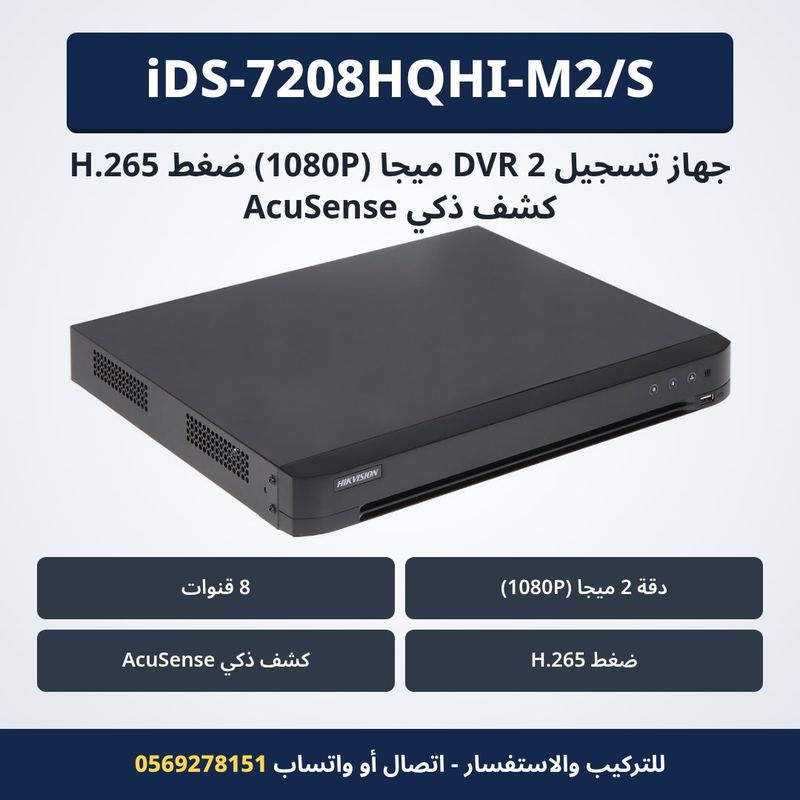 iDS-7208HQHI-M2/S
جهاز تسجيل DVR 2 ميجا (1080P) ضغط H.265
كشف ذكي AcuSense
HIKVISION
دقة 2 ميجا (1080P)
8 قنوات
ضغط H.265
كشف ذكي AcuSense
للتركيب والاستفسار - اتصال أو واتساب 0569278151